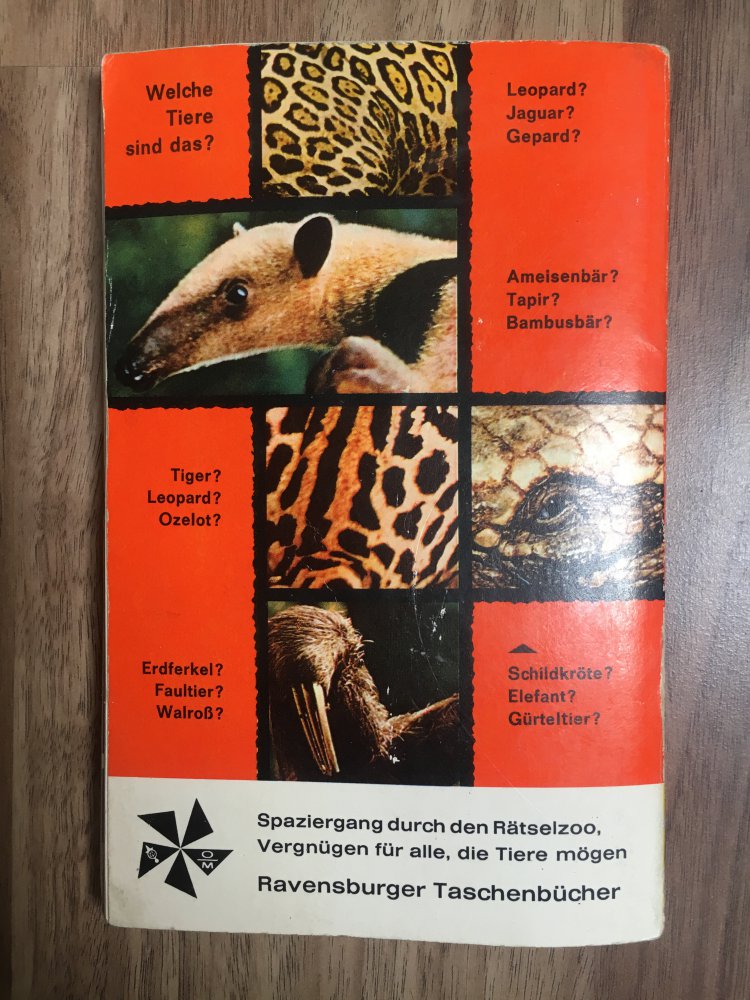 Welche
Tiere
sind das?
Leopard?
Jaguar?
Gepard?
Ameisenbär?
Tapir?
Bambusbär?
Tiger?
Leopard?
Ozelot?
Erdferkel?
Faultier?
Walroß?
Schildkröte?
Elefant?
Gürteltier?
O
M
Spaziergang durch den Rätselzoo,
Vergnügen für alle, die Tiere mögen
Ravensburger Taschenbücher